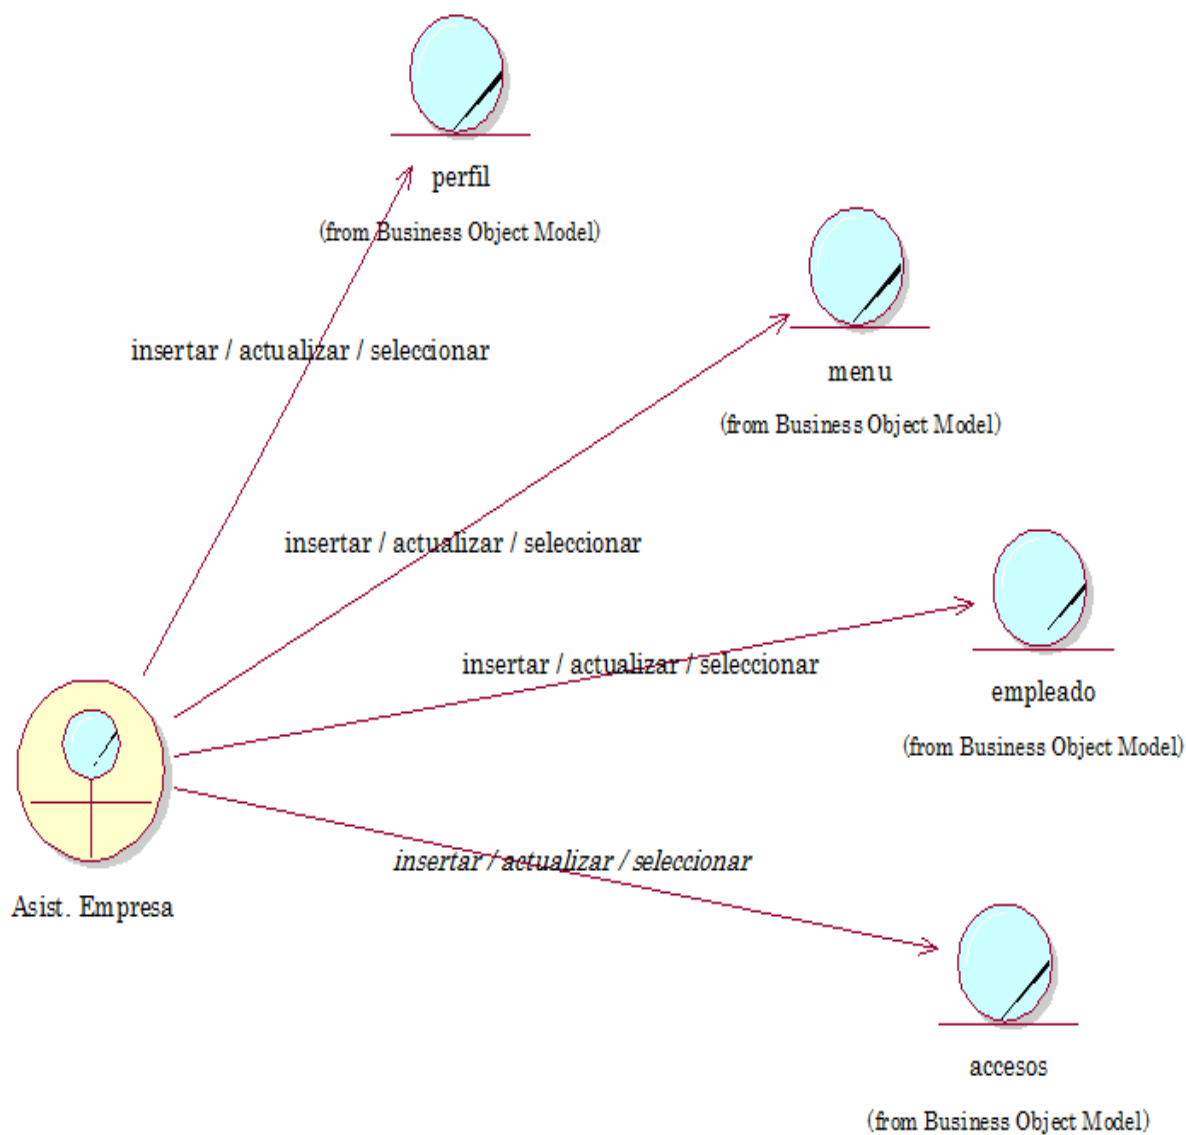 perfil
(from Business Object Model)
insertar / actualizar / seleccionar
menu
(from Business Object Model)
insertar / actualizar / seleccionar
insertar / actualizar / seleccionar
empleado
(from Business Object Model)
insertar / actualizar / seleccionar
Asist. Empresa
accesos
(from Business Object Model)